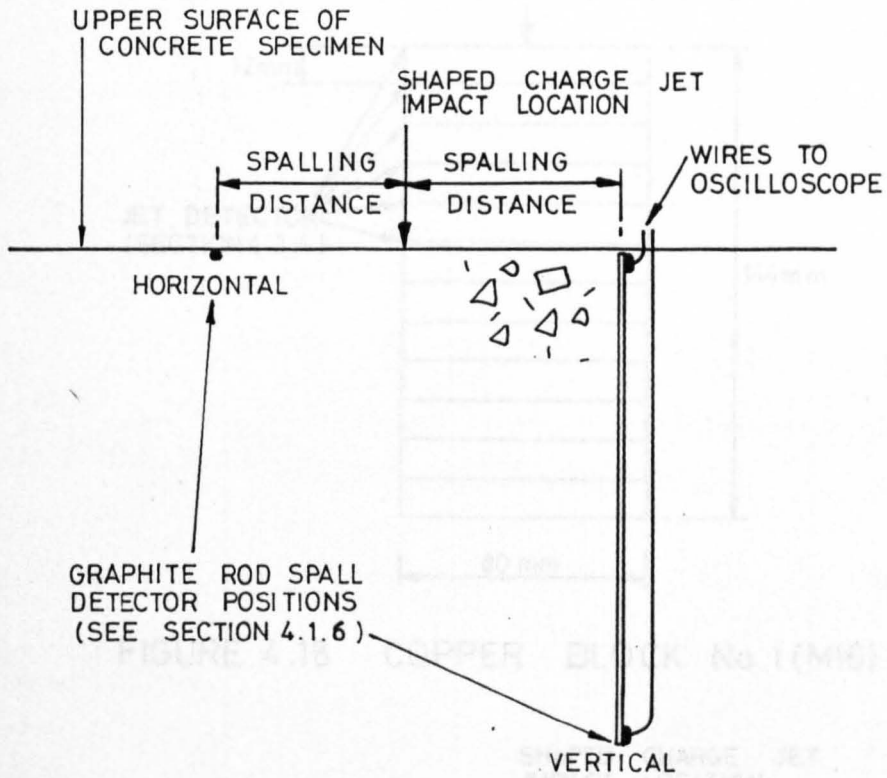 UPPER SURFACE OF
CONCRETE SPECIMEN
SHAPED CHARGE JET
IMPACT LOCATION
SPALLING
DISTANCE
SPALLING
DISTANCE
WIRES TO
OSCILLOSCOPE
HORIZONTAL
GRAPHITE ROD SPALL
DETECTOR POSITIONS
(SEE SECTION 4.1.6)
VERTICAL
80 mm
FIGURE 4.18 COPPER BLOCK No 1 (M16)